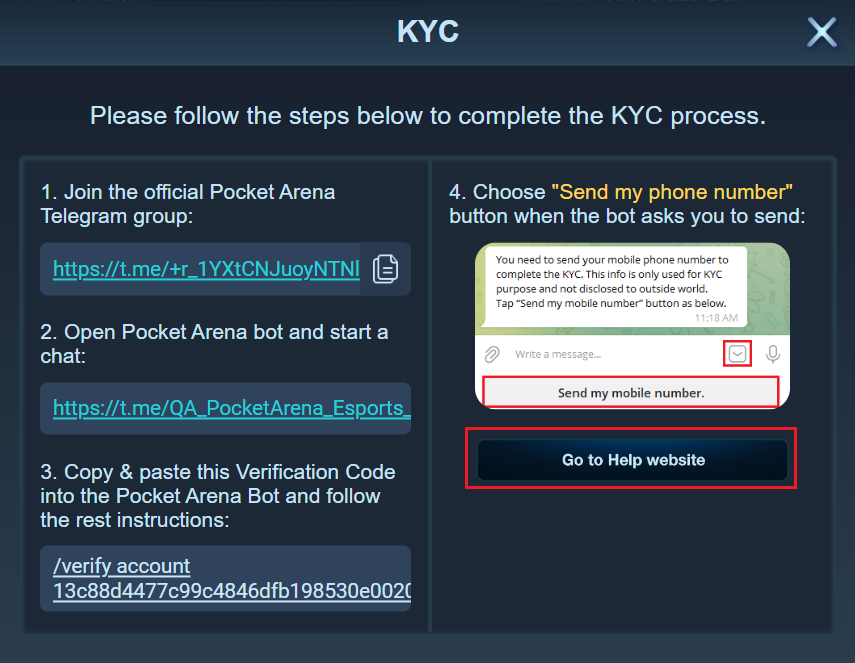 KYC
Please follow the steps below to complete the KYC process.
1. Join the official Pocket Arena
Telegram group:
https://t.me/+r_1YXtCNJuoyNTNl
2. Open Pocket Arena bot and start a
chat:
https://t.me/QA_PocketArena_Esports_
3. Copy & paste this Verification Code
into the Pocket Arena Bot and follow
the rest instructions:
/verify account
13c88d4477c99c4846dfb198530e0020
4. Choose "Send my phone number"
button when the bot asks you to send:
You need to send your mobile phone number to
complete the KYC. This info is only used for KYC
purpose and not disclosed to outside world.
Tap “Send my mobile number” button as below.
11:18 AM
Write a message...
Send my mobile number.
Go to Help website